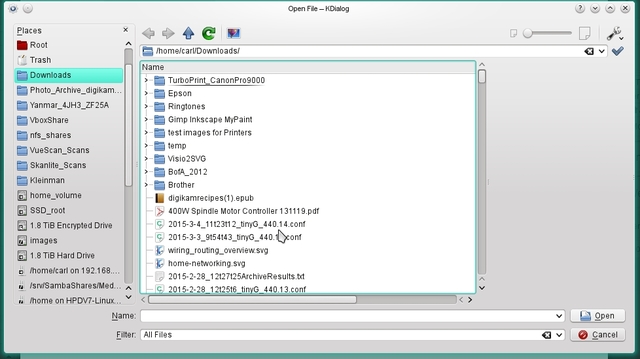 Open File – KDialog
Places
Root
Trash
Downloads
Photo_Archive_digikam...
Yanmar_4JH3_ZF25A
VboxShare
nfs_shares
VueScan_Scans
Skanlite_Scans
Kleinman
home_volume
SSD_root
1.8 TiB Encrypted Drive
images
1.8 TiB Hard Drive
/home/carl on 192.168....
/srv/SambaShares/Med...
/home on HPDV7-Linux...
/home/carl/Downloads/
Name
TurboPrint_CanonPro9000
Epson
Ringtones
Gimp Inkscape MyPaint
test images for Printers
temp
Visio2SVG
BofA_2012
Brother
digikamrecipes(1).epub
400W Spindle Motor Controller 131119.pdf
2015-3-4_11t23t12_tinyG_440.14.conf
2015-3-3_9t54t43_tinyG_440.1 .conf
wiring_routing_overview.svg
home-networking.svg
2015-2-28_12t27t25ArchiveResults.txt
2015-2-28_12t25t6_tinyG_440.13.conf
Name:
Open
Filter:
All Files
Cancel